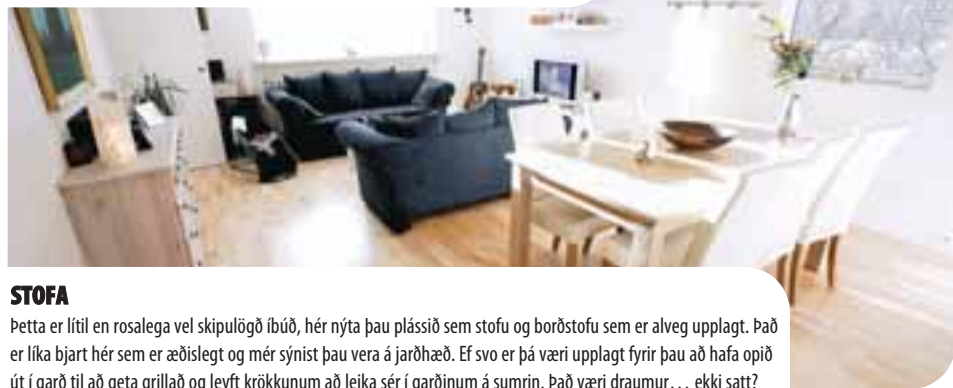 STOFA
Þetta er lítil en rosalega vel skipulögð íbúð, hér nýta þau plássið sem stofu og borðstofu sem er alveg upplagt. Það
er líka bjart hér sem er æðislegt og mér sýnist þau vera á jarðhæð. Ef svo er þá væri upplagt fyrir þau að hafa opið
út í garð til að geta grillað og leyft krökkunum að leika sér í garðinum á sumrin. Það væri draumur… ekki satt?